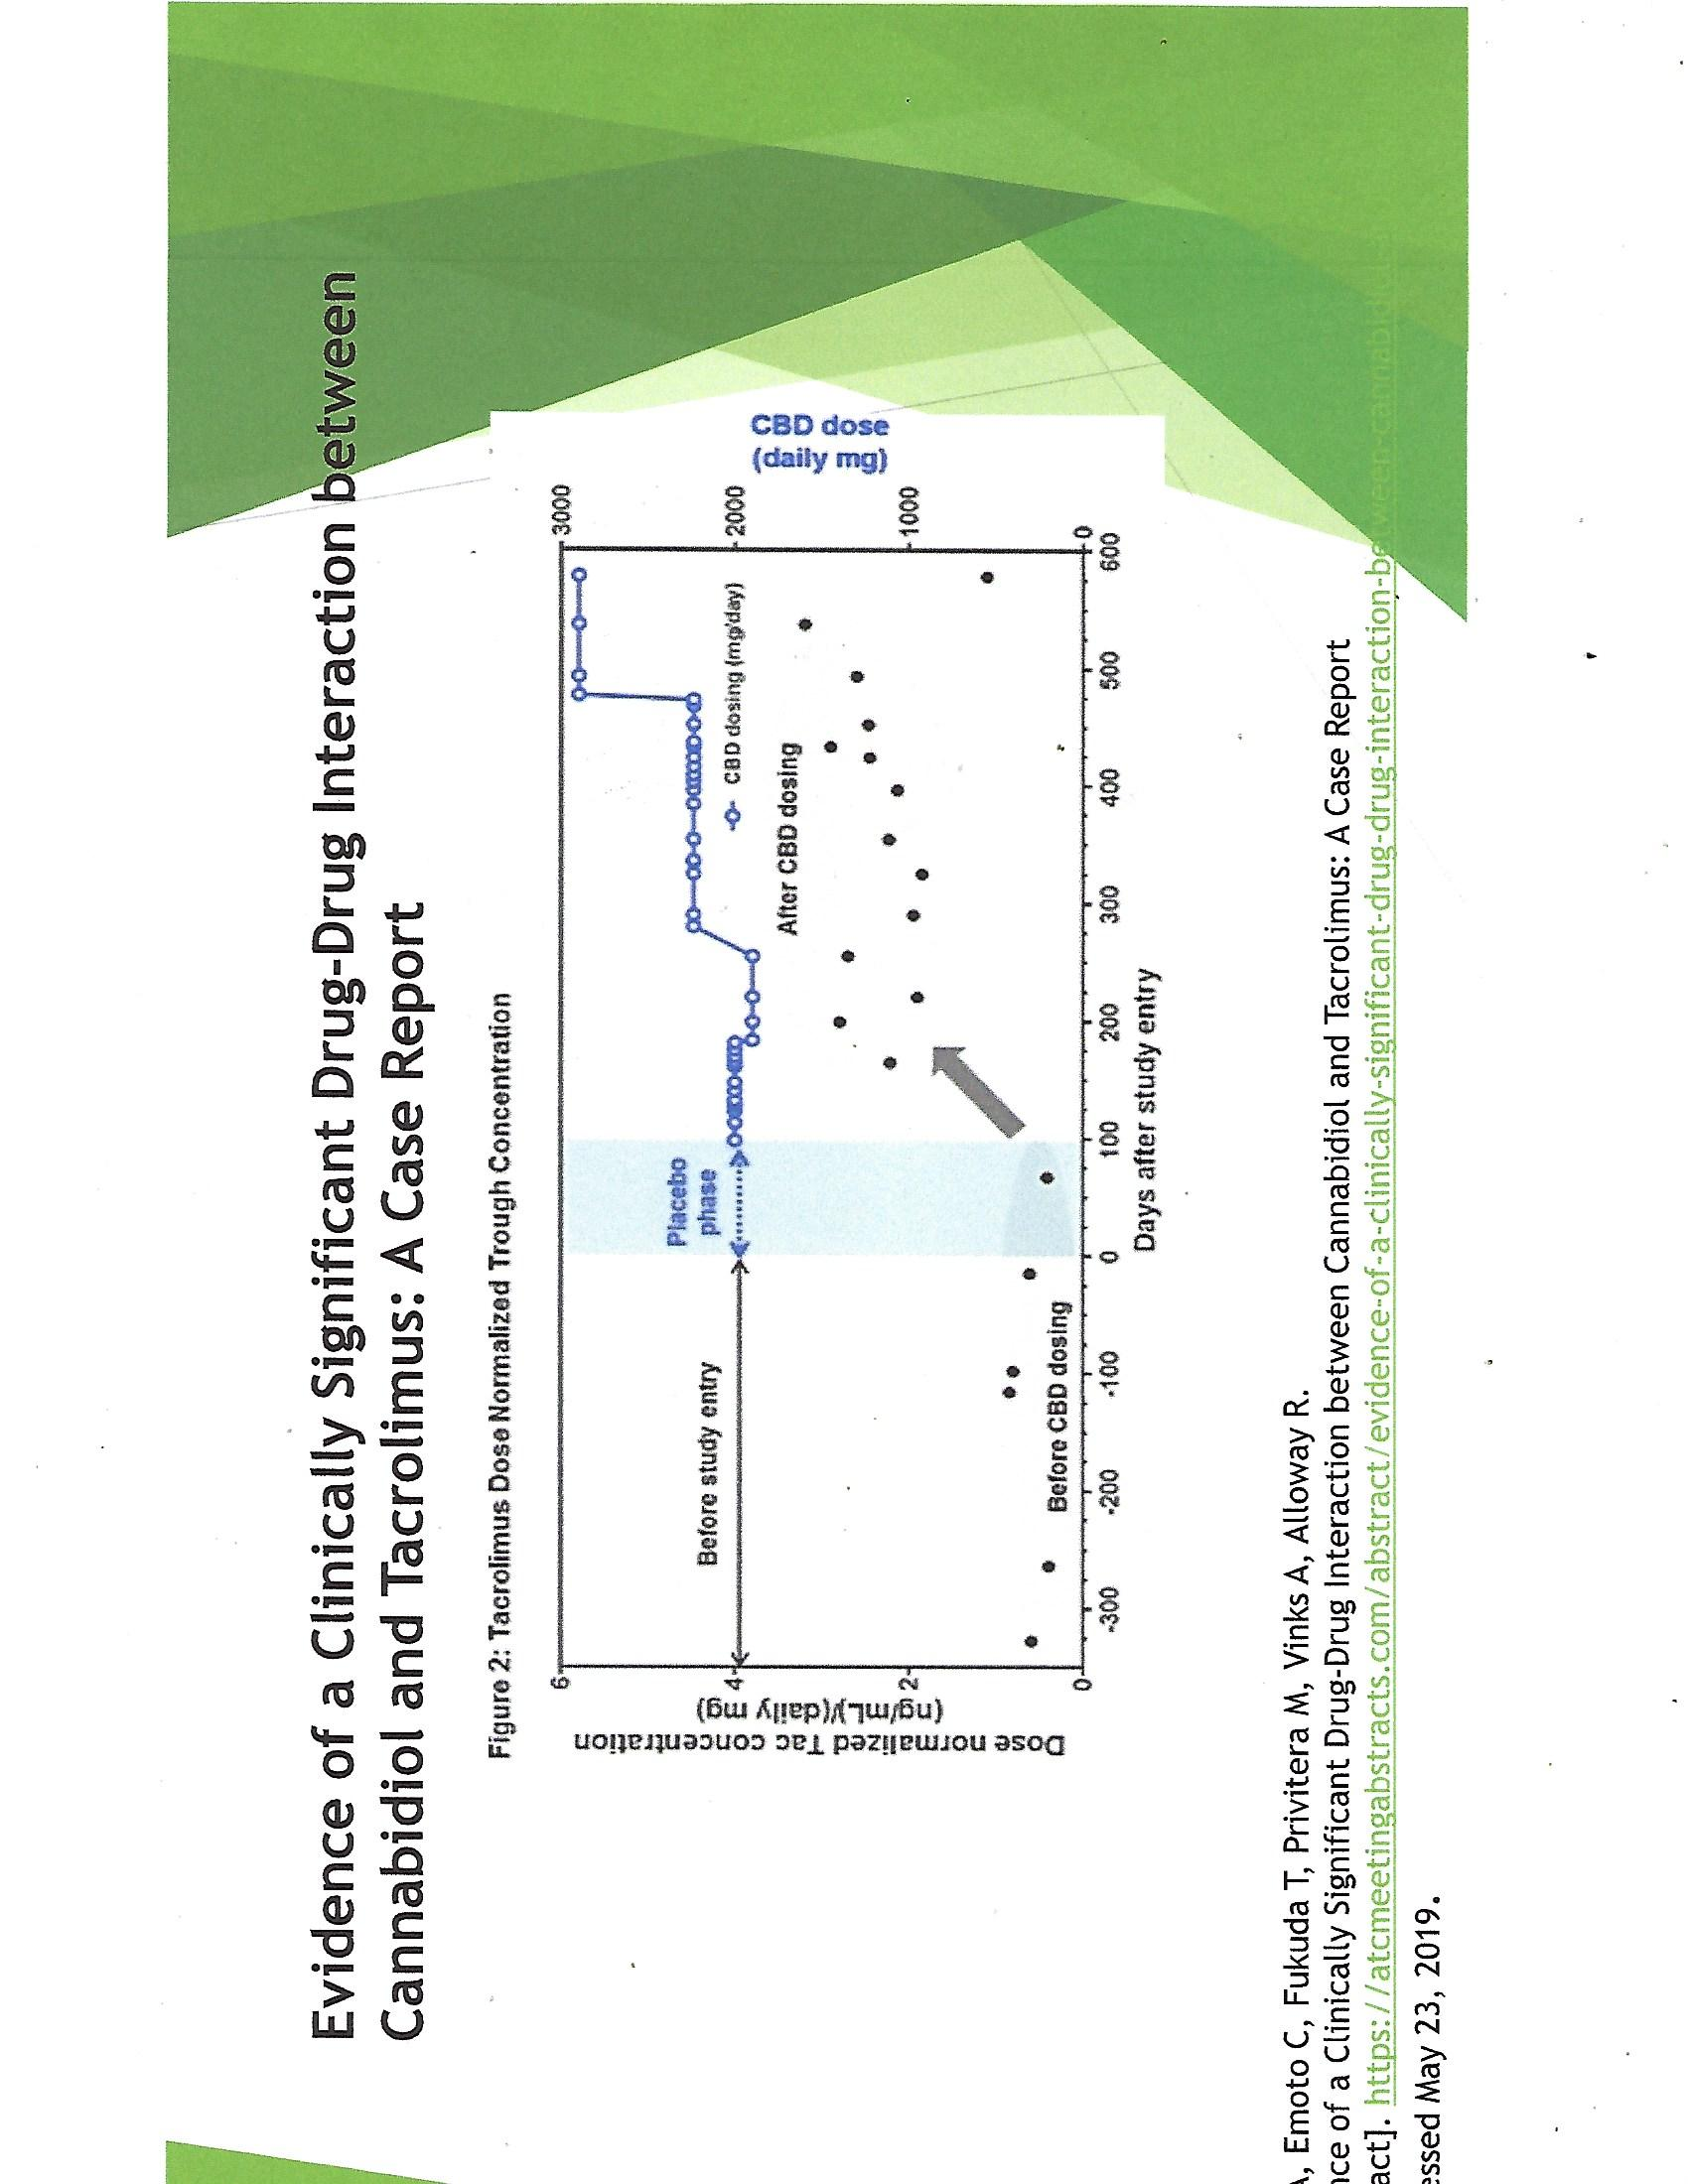 Evidence of a Clinically Significant Drug-Drug Interaction between
Cannabidiol and Tacrolimus: A Case Report
Figure 2: Tacrolimus Dose Normalized Trough Concentration
Dose normalized Tac concentration
(ng/mL)/(daily mg)
6
4
2
0
Before study entry
Placebo
phase
CBD dosing (mg/day)
After CBD dosing
Before CBD dosing
3000
2000
1000
0
CBD dose
(daily mg)
-300
-200
-100
0
100
200
300
400
500
600
Days after study entry
A, Emoto C, Fukuda T, Privitera M, Vinks A, Alloway R.
nce of a Clinically Significant Drug-Drug Interaction between Cannabidiol and Tacrolimus: A Case Report
act]. https://atcmeetingabstracts.com/abstract/evidence-of-a-clinically-significant-drug-drug-interaction-between-cannabidiol
essed May 23, 2019.